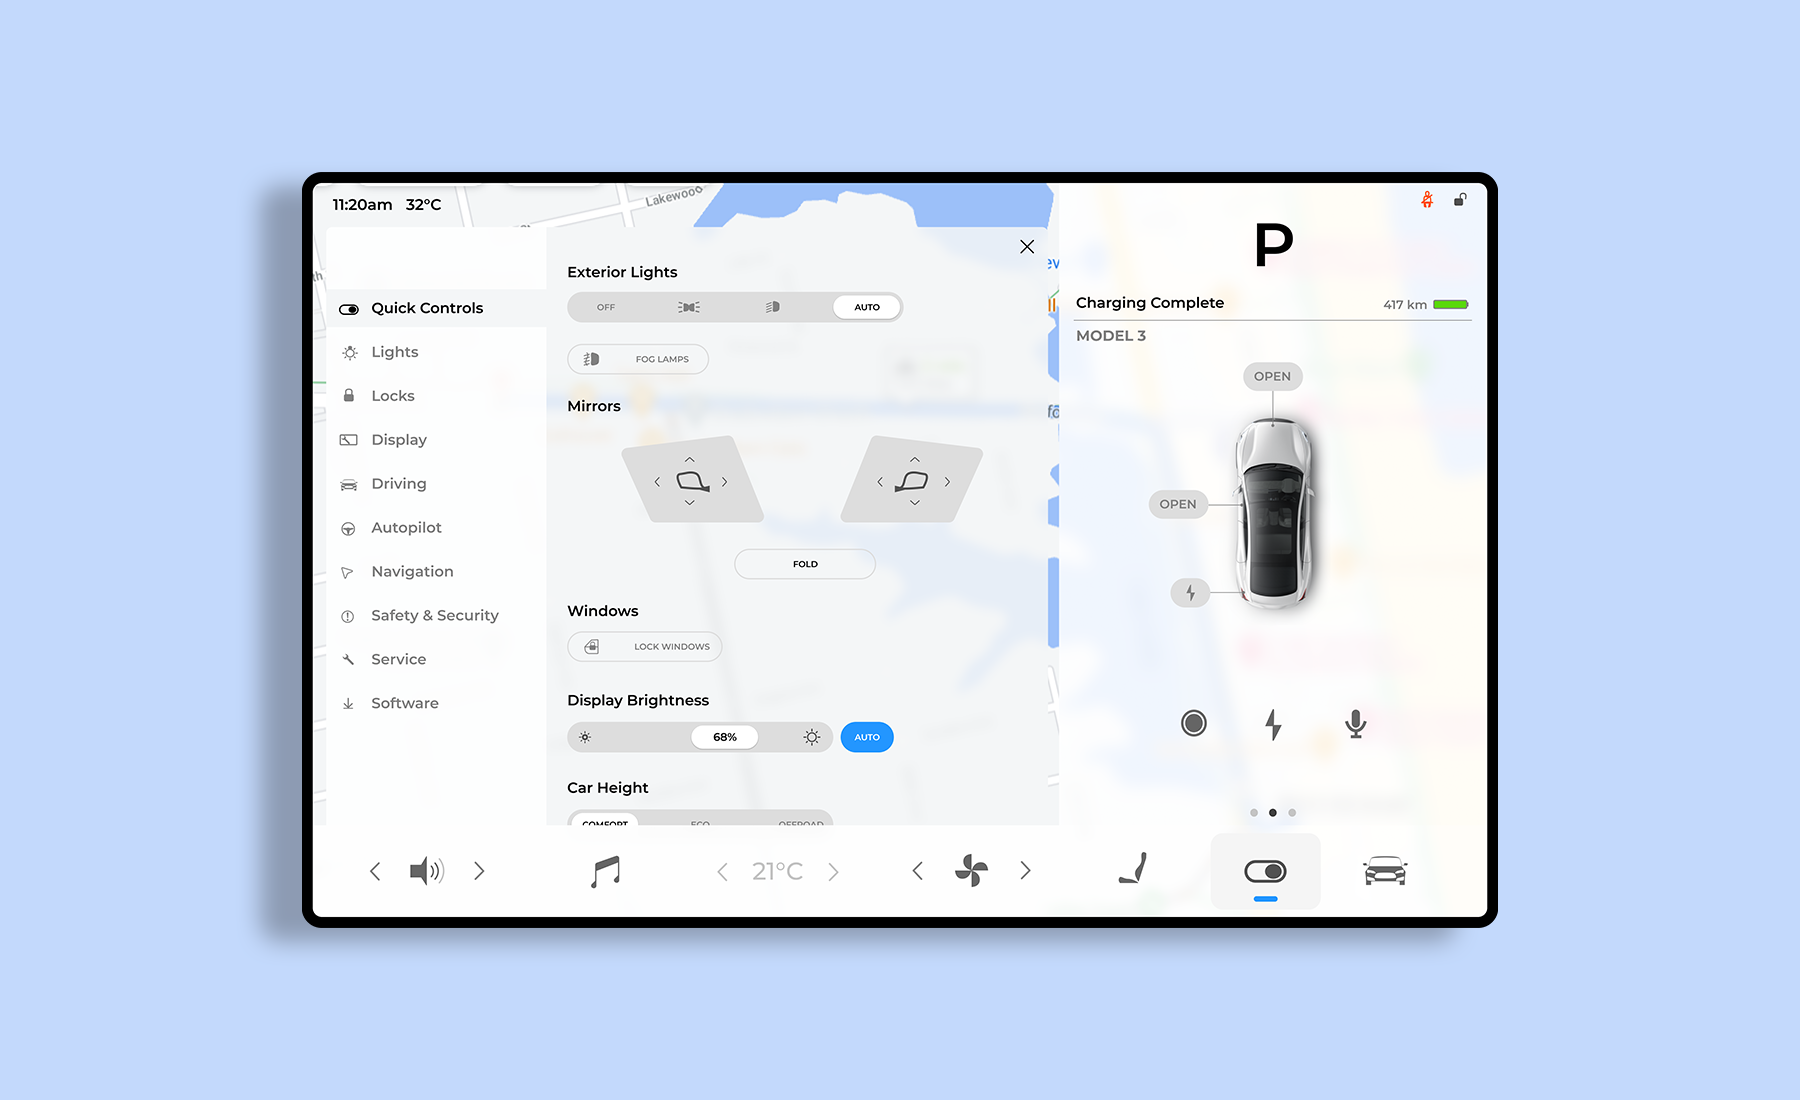 Lakewood
11:20am 32°C
Exterior Lights
OFF
AUTO
FOG LAMPS
Quick Controls
Lights
Locks
Display
Driving
Autopilot
Navigation
Safety & Security
Service
Software
Mirrors
FOLD
Windows
LOCK WINDOWS
Display Brightness
68%
AUTO
Car Height
COMFORT ECO OFFROAD
P
Charging Complete 417 km
MODEL 3
OPEN
OPEN
21°C